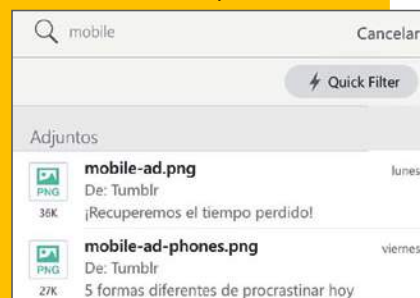 mobile Cancelar
Quick Filter
Adjuntos
mobile-ad.png lunes
De: Tumblr
PNG
36K ¡Recuperemos el tiempo perdido!
mobile-ad-phones.png viernes
De: Tumblr
PNG
27K 5 formas diferentes de procrastinar hoy